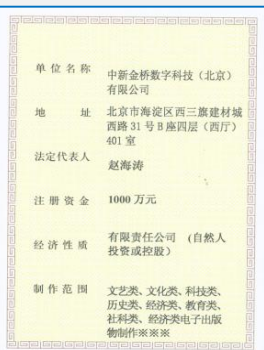 单位名称 中新金桥数字科技（北京）
有限公司
地 址 北京市海淀区西三旗建材城
西路 31 号 B 座四层（西厅）
401 室
法定代表人 赵海涛
注册资金 1000 万元
经济性质 有限责任公司 (自然人
投资或控股）
制作范围 文艺类、文化类、科技类、
历史类、经济类、教育类、
社科类、经济类电子出版
物制作※※※